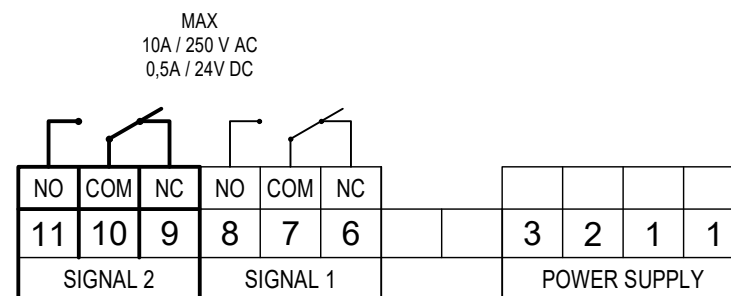 MAX
10A / 250 V AC
0,5A / 24V DC
NO COM NC NO COM NC
11 10 9 8 7 6 3 2 1 1
SIGNAL 2 SIGNAL 1 POWER SUPPLY